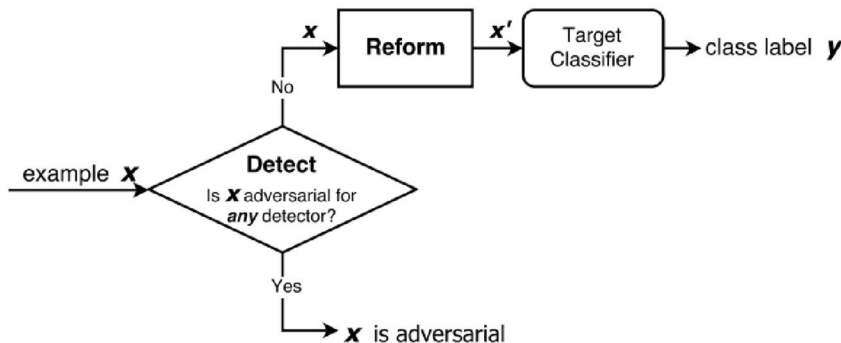 x
Reform
x'
Target
Classifier
class label y
No
example x
Detect
Is x adversarial for
any detector?
Yes
x is adversarial